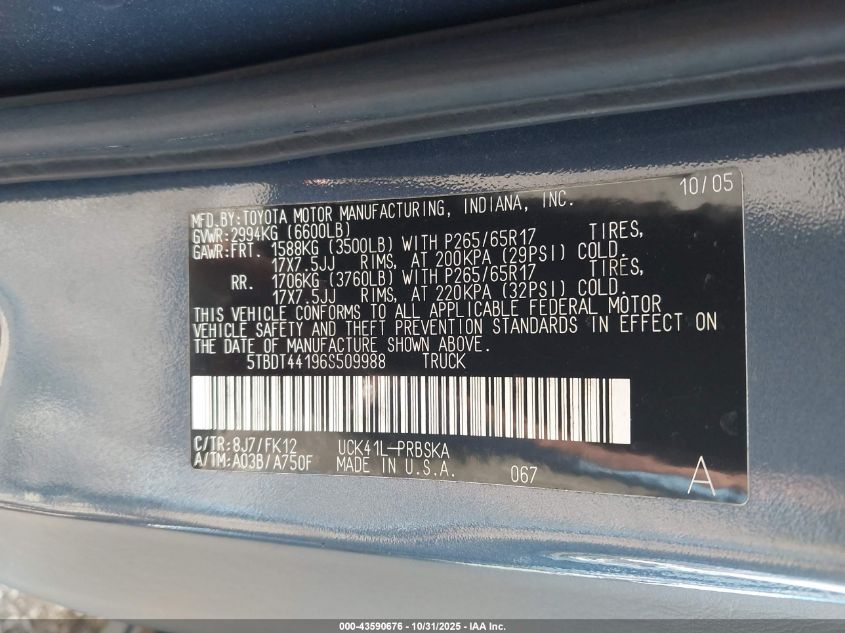 10/05
MFD.BY:TOYOTA MOTOR MANUFACTURING, INDIANA, INC.
GVWR:2994KG (6600LB)
GAWR:FRT. 1588KG (3500LB) WITH P265/65R17 TIRES,
17X7.5JJ RIMS, AT 200KPA (29PSI) COLD.
RR. 1706KG (3760LB) WITH P265/65R17 TIRES,
17X7.5JJ RIMS, AT 220KPA (32PSI) COLD.
THIS VEHICLE CONFORMS TO ALL APPLICABLE FEDERAL MOTOR
VEHICLE SAFETY AND THEFT PREVENTION STANDARDS IN EFFECT ON
THE DATE OF MANUFACTURE SHOWN ABOVE.
5TBDT44196S509988 TRUCK
C/TR:8J7/FK12 UCK41L-PRBSKA
A/TM:A03B/A750F MADE IN U.S.A. 067 A
000-43590676 - 10/31/2025 - IAA Inc.